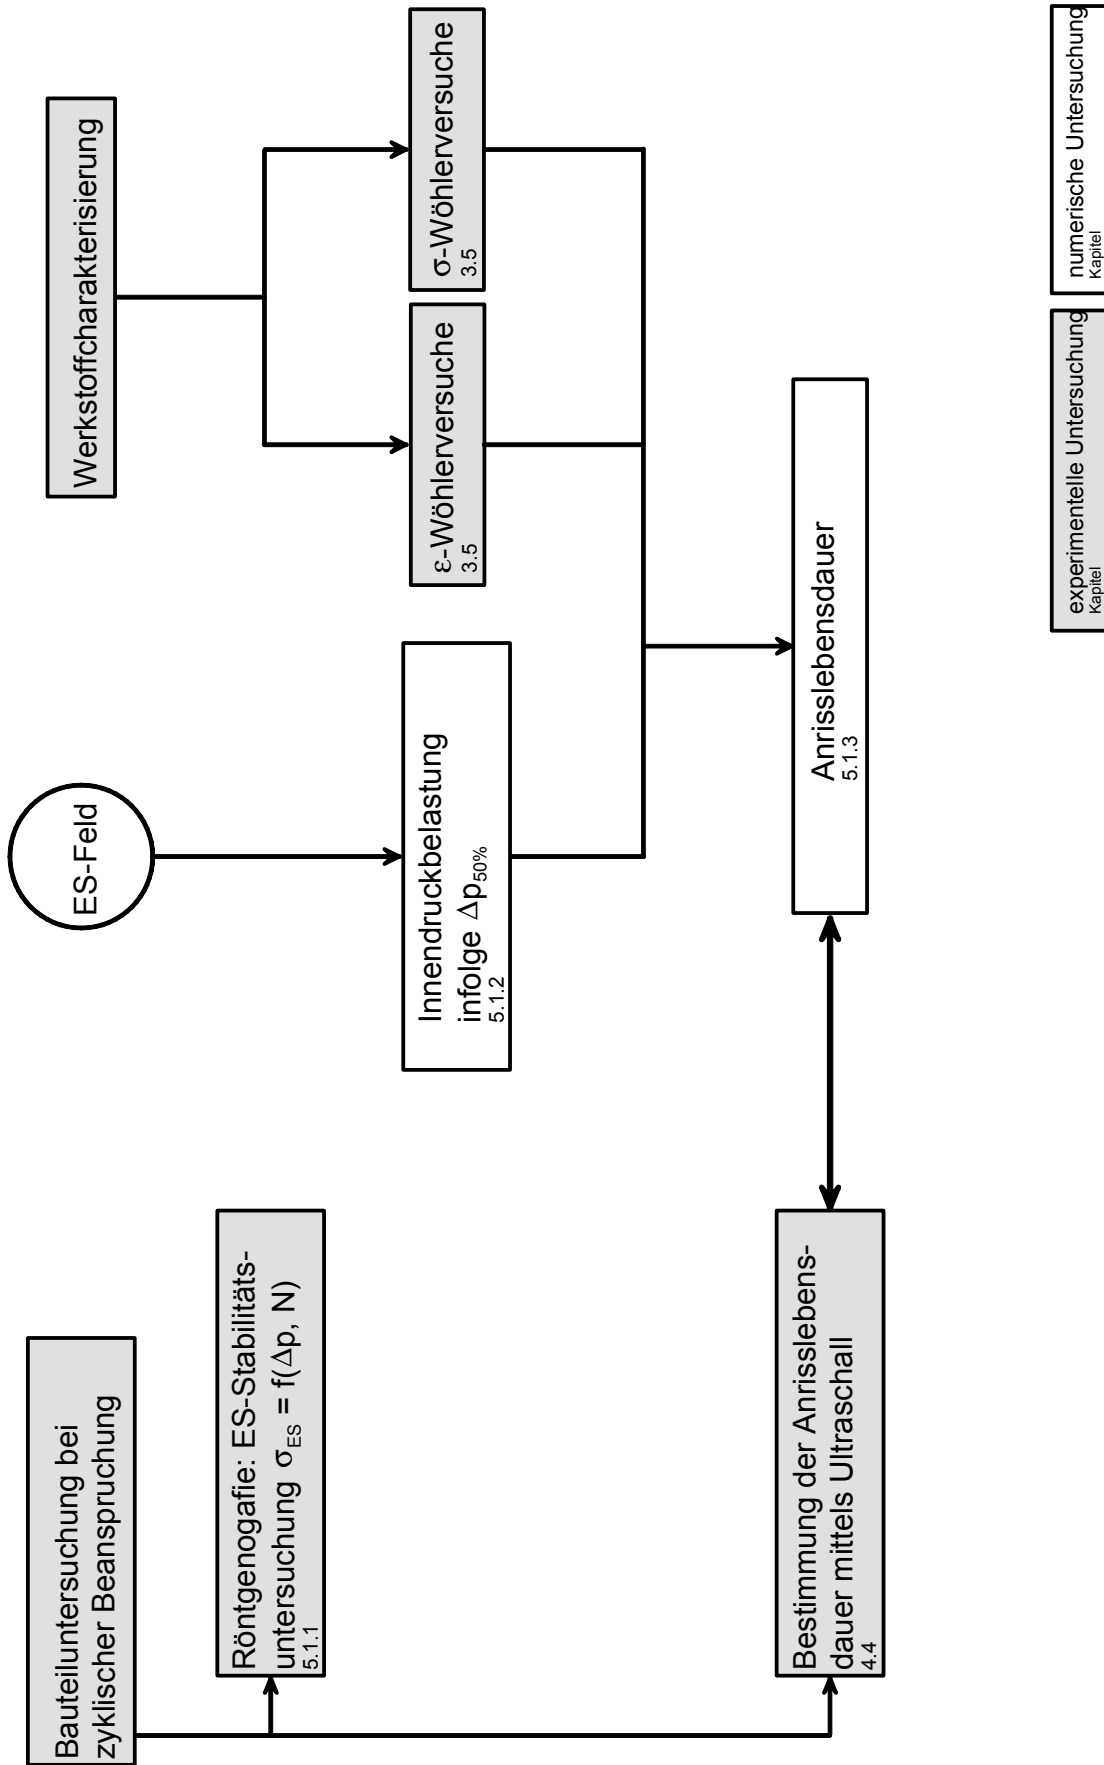 Bauteiluntersuchung bei
zyklischer Beanspruchung
ES-Feld
Werkstoffcharakterisierung
Röntgenogafie: ES-Stabilitäts-
untersuchung σES = f(Δp, N)
5.1.1
Innendruckbelastung
infolge Δp50%
5.1.2
ε-Wöhlerversuche
3.5
σ-Wöhlerversuche
3.5
Bestimmung der Anrisslebens-
dauer mittels Ultraschall
4.4
Anrisslebensdauer
5.1.3
experimentelle Untersuchung
Kapitel
numerische Untersuchung
Kapitel